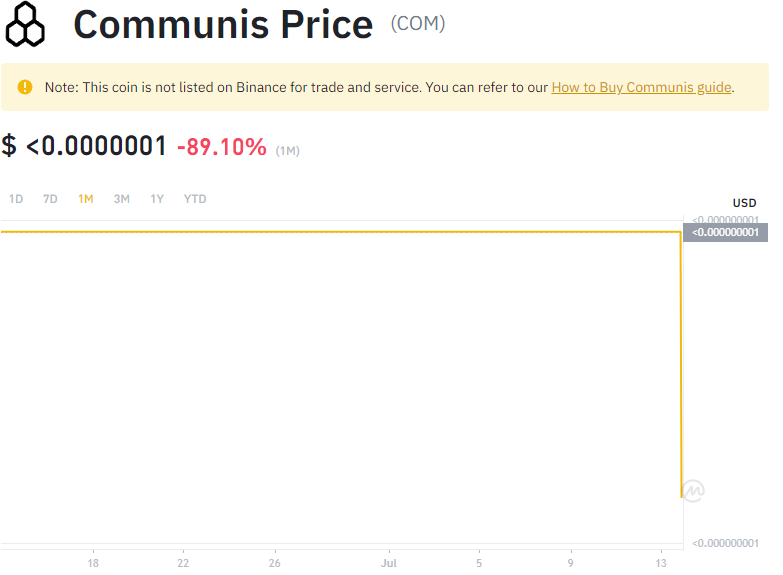 Communis Price (COM)
Note: This coin is not listed on Binance for trade and service. You can refer to our How to Buy Communis guide.
$ <0.0000001 -89.10% (1M)
1D 7D 1M 3M 1Y YTD
USD
<0.000000001
<0.000000001
<0.000000001
18 22 26 Jul 5 9 13